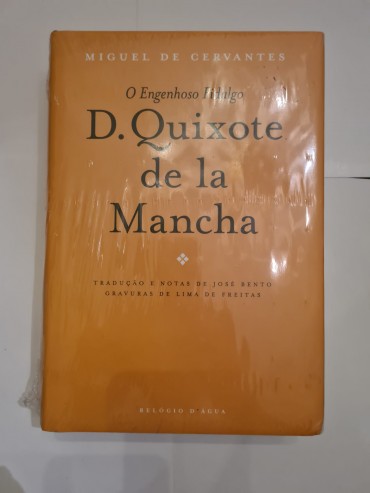 MIGUEL DE CERVANTES
O Engenhoso Fidalgo
D. Quixote
de la
Mancha
TRADUÇÃO E NOTAS DE JOSÉ BENTO
GRAVURAS DE LIMA DE FREITAS
RELÓGIO D'ÁGUA